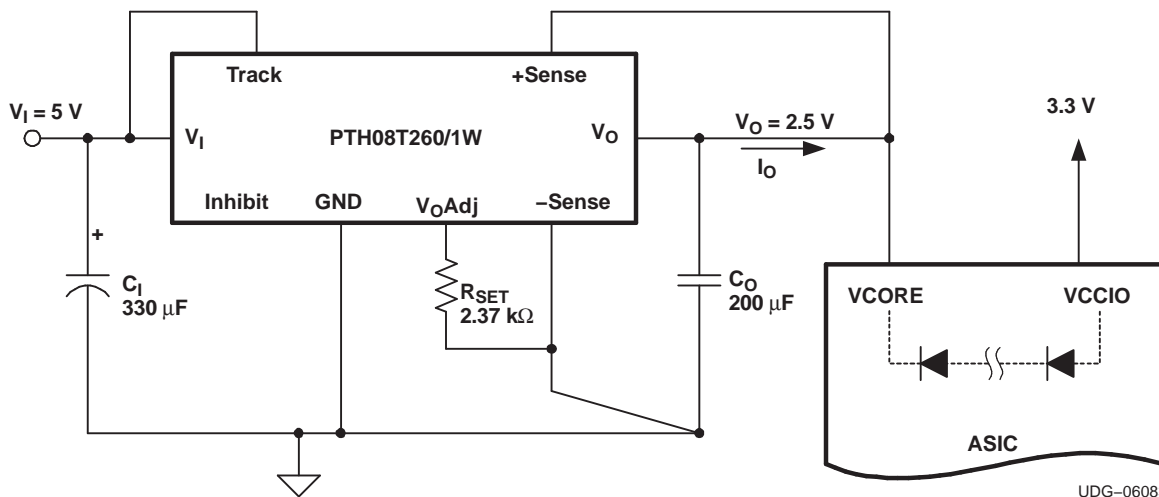 Track
+Sense
V_I = 5 V
V_I
PTH08T260/1W
V_O
V_O = 2.5 V
I_O
3.3 V
Inhibit
GND
V_OAdj
–Sense
+
C_I
330 μF
R_SET
2.37 kΩ
C_O
200 μF
VCORE
VCCIO
ASIC
UDG–0608